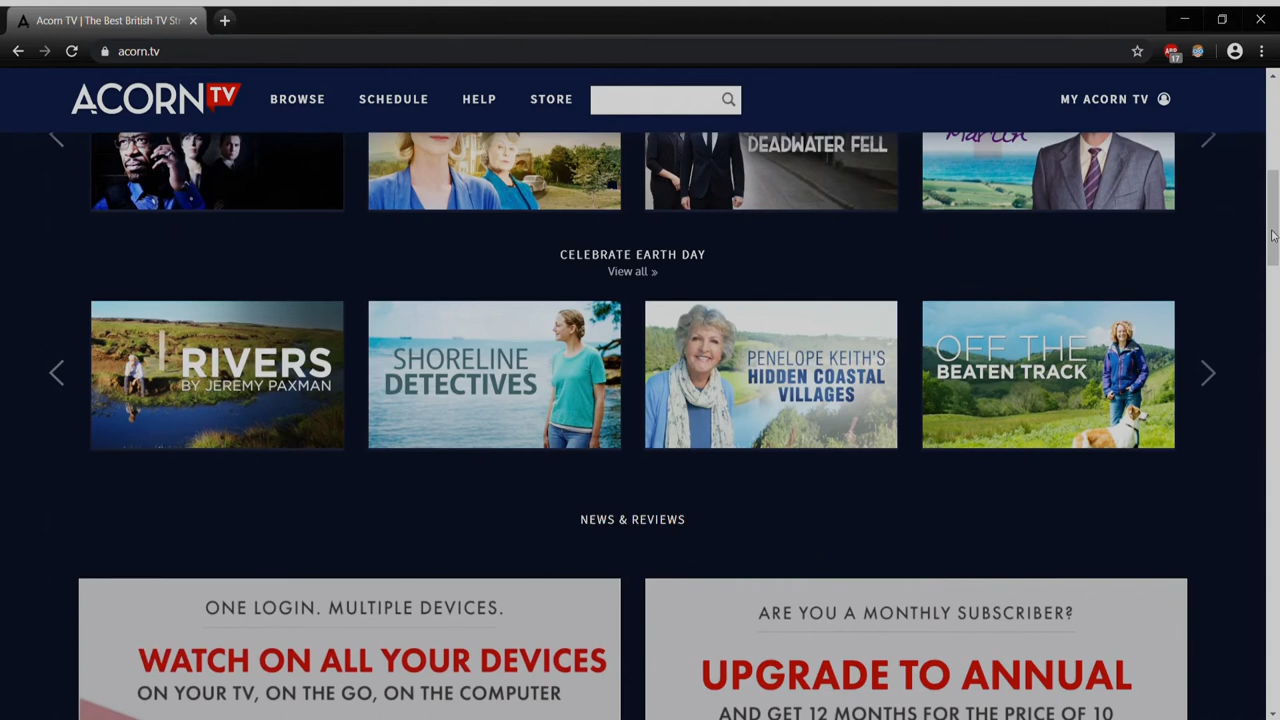 Acorn TV | The Best British TV Str
acorn.tv
17
ACORN TV
BROWSE
SCHEDULE
HELP
STORE
MY ACORN TV
DEADWATER FELL
Martin
CELEBRATE EARTH DAY
View all »
RIVERS
BY JEREMY PAXMAN
SHORELINE
DETECTIVES
PENELOPE KEITH'S
HIDDEN COASTAL
VILLAGES
OFF THE
BEATEN TRACK
NEWS & REVIEWS
ONE LOGIN. MULTIPLE DEVICES.
WATCH ON ALL YOUR DEVICES
ON YOUR TV, ON THE GO, ON THE COMPUTER
ARE YOU A MONTHLY SUBSCRIBER?
UPGRADE TO ANNUAL
AND GET 12 MONTHS FOR THE PRICE OF 10